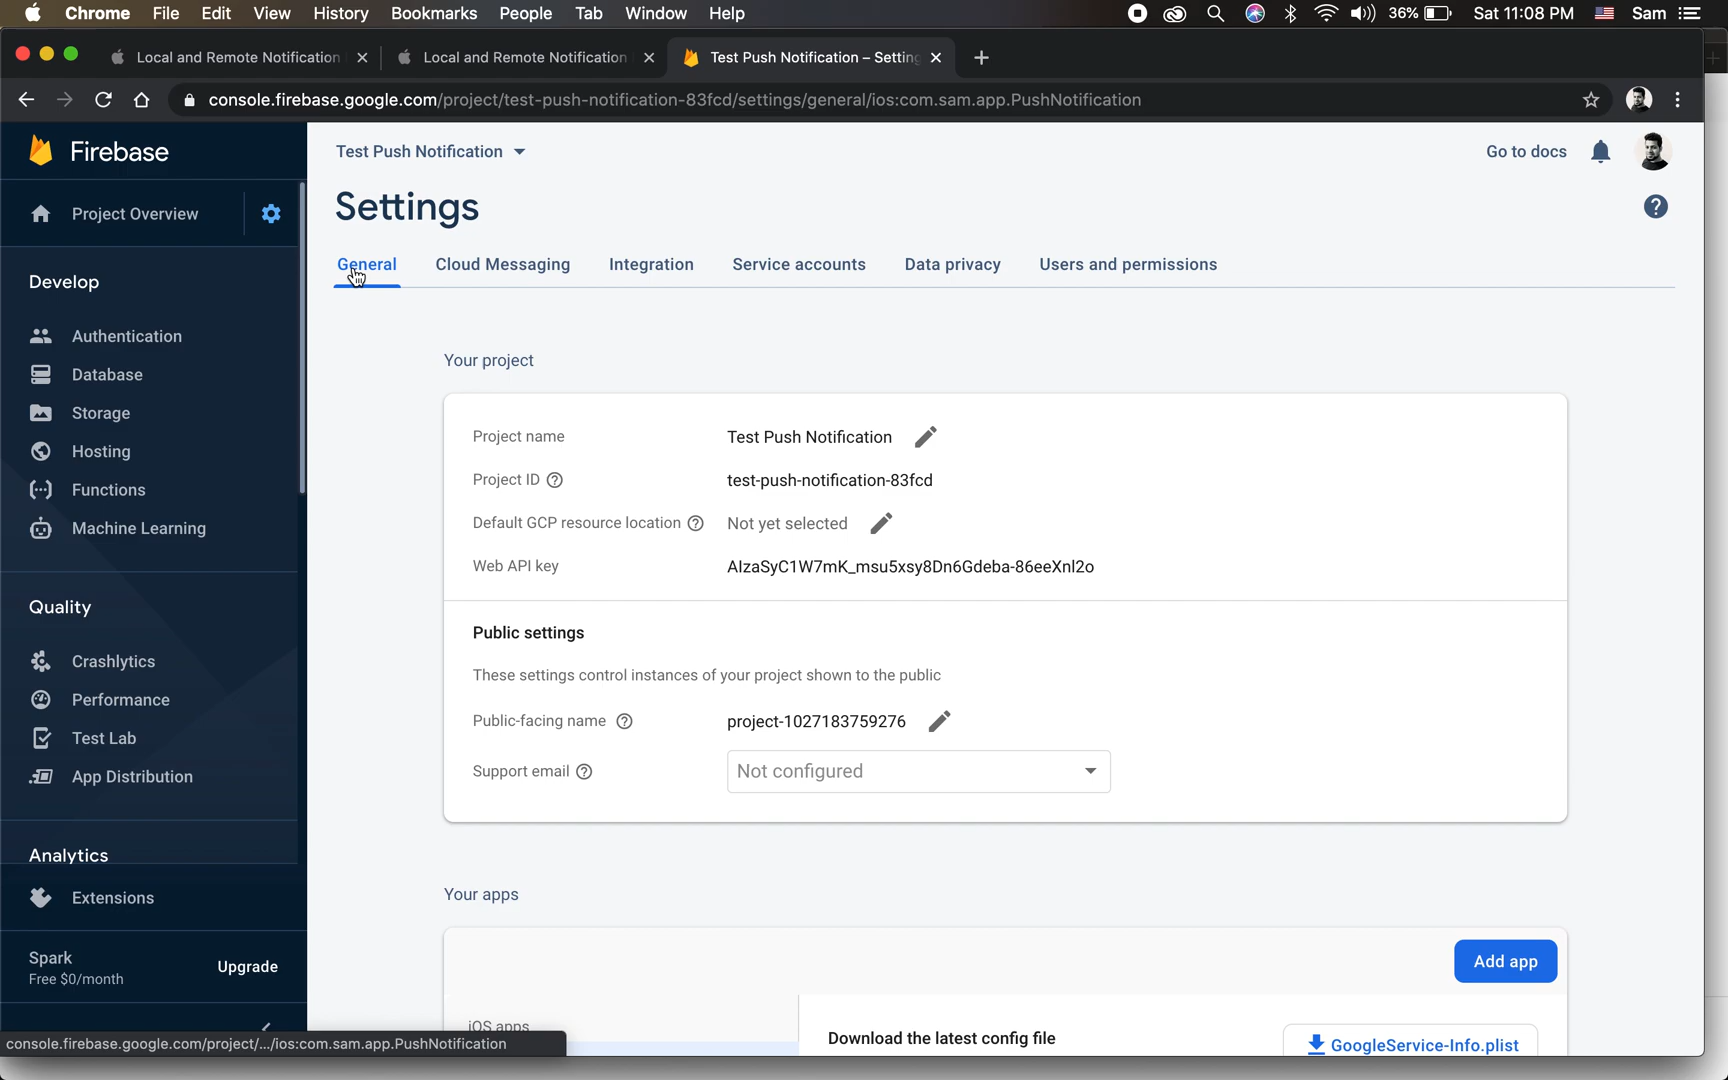 Chrome File Edit View History Bookmarks People Tab Window Help 36% Sat 11:08 PM Sam
Local and Remote Notification Local and Remote Notification Test Push Notification – Setting
console.firebase.google.com/project/test-push-notification-83fcd/settings/general/ios:com.sam.app.PushNotification
Firebase
Project Overview
Develop
Authentication
Database
Storage
Hosting
Functions
Machine Learning
Quality
Crashlytics
Performance
Test Lab
App Distribution
Analytics
Extensions
Spark
Free $0/month
Upgrade
console.firebase.google.com/project/.../ios:com.sam.app.PushNotification
Test Push Notification
Go to docs
Settings
?
General Cloud Messaging Integration Service accounts Data privacy Users and permissions
Your project
Project name Test Push Notification
Project ID ? test-push-notification-83fcd
Default GCP resource location ? Not yet selected
Web API key AIzaSyC1W7mK_msu5xsy8Dn6Gdeba-86eeXnl2o
Public settings
These settings control instances of your project shown to the public
Public-facing name ? project-1027183759276
Support email ? Not configured
Your apps
Add app
iOS apps
Download the latest config file
GoogleService-Info.plist